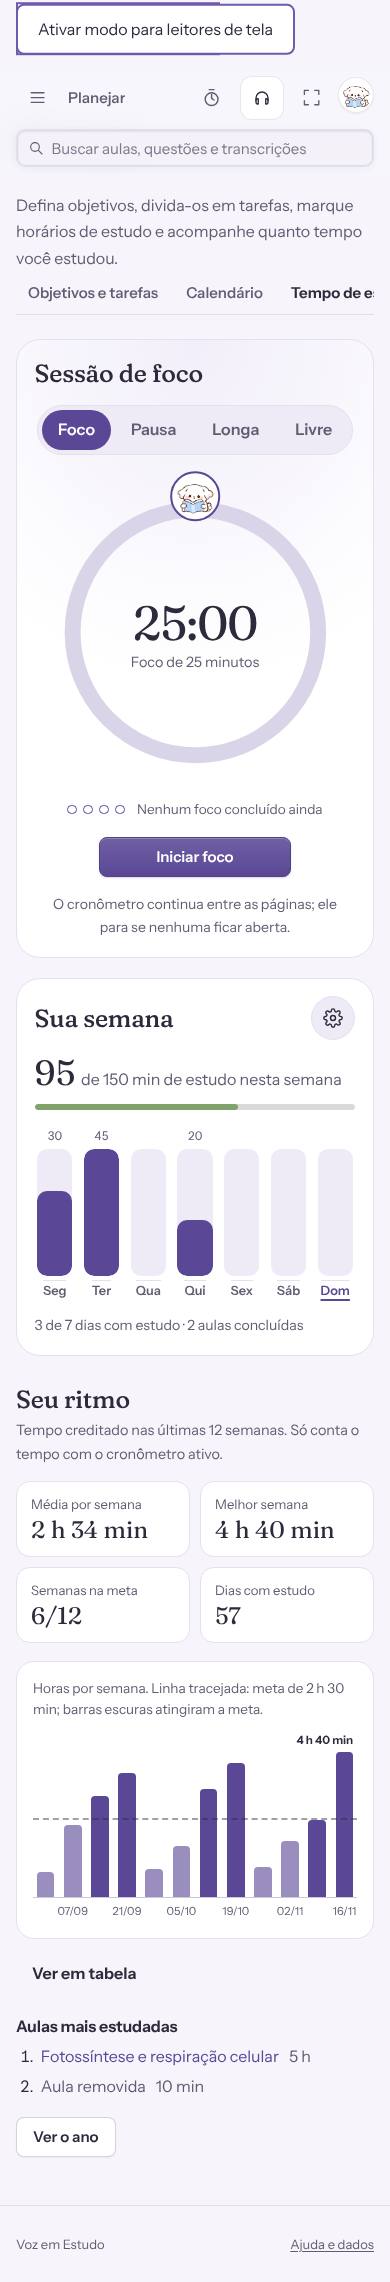 Ativar modo para leitores de tela
Planejar
Buscar aulas, questões e transcrições
Defina objetivos, divida-os em tarefas, marque
horários de estudo e acompanhe quanto tempo
você estudou.
Objetivos e tarefas Calendário Tempo de es
Sessão de foco
Foco Pausa Longa Livre
25:00
Foco de 25 minutos
Nenhum foco concluído ainda
Iniciar foco
O cronômetro continua entre as páginas; ele
para se nenhuma ficar aberta.
Sua semana
95 de 150 min de estudo nesta semana
30 45 20
Seg Ter Qua Qui Sex Sáb Dom
3 de 7 dias com estudo · 2 aulas concluídas
Seu ritmo
Tempo creditado nas últimas 12 semanas. Só conta o
tempo com o cronômetro ativo.
Média por semana
2 h 34 min
Melhor semana
4 h 40 min
Semanas na meta
6/12
Dias com estudo
57
Horas por semana. Linha tracejada: meta de 2 h 30
min; barras escuras atingiram a meta.
4 h 40 min
07/09 21/09 05/10 19/10 02/11 16/11
Ver em tabela
Aulas mais estudadas
1. Fotossíntese e respiração celular 5 h
2. Aula removida 10 min
Ver o ano
Voz em Estudo
Ajuda e dados